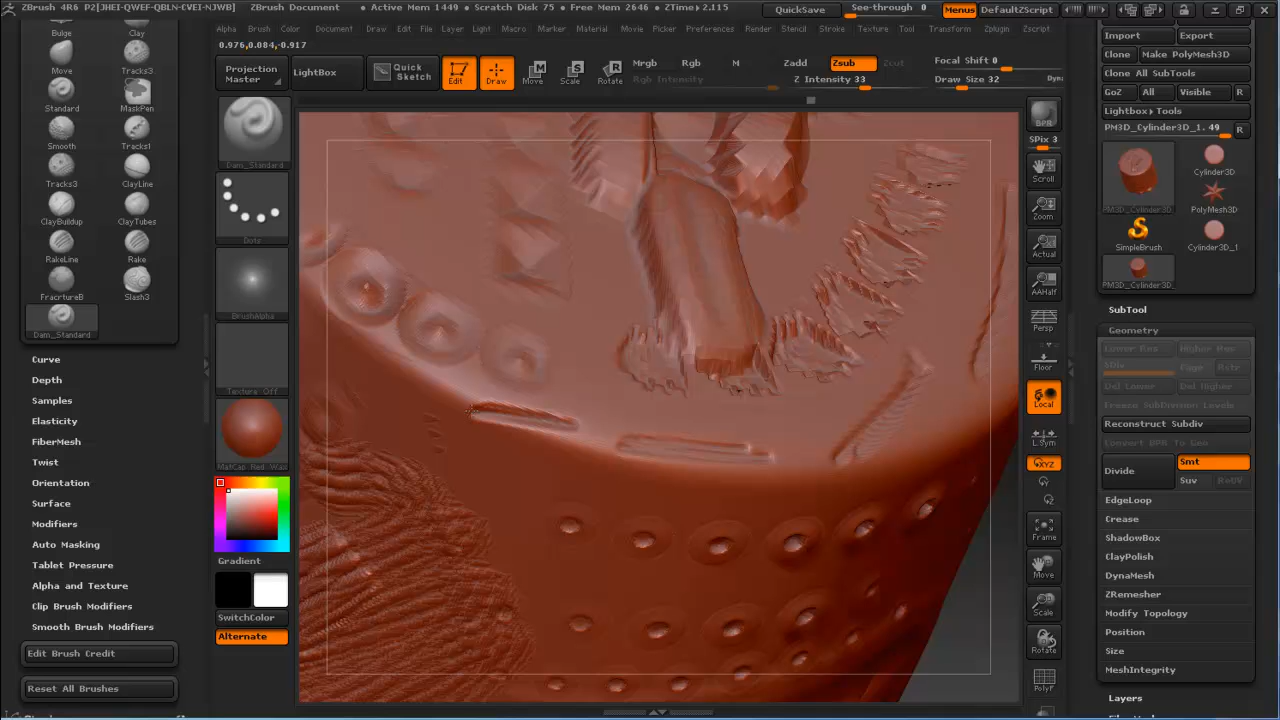 ZBrush 4R6 P2[JHEI-QWEF-QBLN-CVEI-NJWB] ZBrush Document • Active Mem 1449 • Scratch Disk 75 • Free Mem 2646 • ZTime▸2.115 QuickSave See-through 0 Menus DefaultZScript
Alpha Brush Color Document Draw Edit File Layer Light Macro Marker Material Movie Picker Preferences Render Stencil Stroke Texture Tool Transform Zplugin Zscript
0.976,0.084,-0.917
Projection Master
LightBox
Quick Sketch
Edit
Draw
Move
Scale
Rotate
Mrgb Rgb M
Rgb Intensity
Zadd Zsub Zcut
Z Intensity 33
Focal Shift 0
Draw Size 32
Bulge Clay
Move Tracks3
Standard MaskPen
Smooth Tracks1
Tracks3 ClayLine
ClayBuildup ClayTubes
RakeLine Rake
FracrtureB Slash3
Dam_Standard
Curve
Depth
Samples
Elasticity
FiberMesh
Twist
Orientation
Surface
Modifiers
Auto Masking
Tablet Pressure
Alpha and Texture
Clip Brush Modifiers
Smooth Brush Modifiers
Edit Brush Credit
Reset All Brushes
Dam_Standard
Dots
BrushAlpha
Texture Off
MatCap Red Wax
Gradient
SwitchColor
Alternate
BPR
SPix 3
Scroll
Zoom
Actual
AAHalf
Persp
Floor
Local
L.Sym
XYZ
Frame
Move
Scale
Rotate
PolyF
Import Export
Clone Make PolyMesh3D
Clone All SubTools
GoZ All Visible R
Lightbox▸Tools
PM3D_Cylinder3D_1. 49 R
Cylinder3D
PM3D_Cylinder3D PolyMesh3D
SimpleBrush Cylinder3D_1
PM3D_Cylinder3D
SubTool
Geometry
Lower Res Higher Res
SDiv Cage Rstr
Del Lower Del Higher
Freeze SubDivision Levels
Reconstruct Subdiv
Convert BPR To Geo
Divide Smt
Suv ReUV
EdgeLoop
Crease
ShadowBox
ClayPolish
DynaMesh
ZRemesher
Modify Topology
Position
Size
MeshIntegrity
Layers